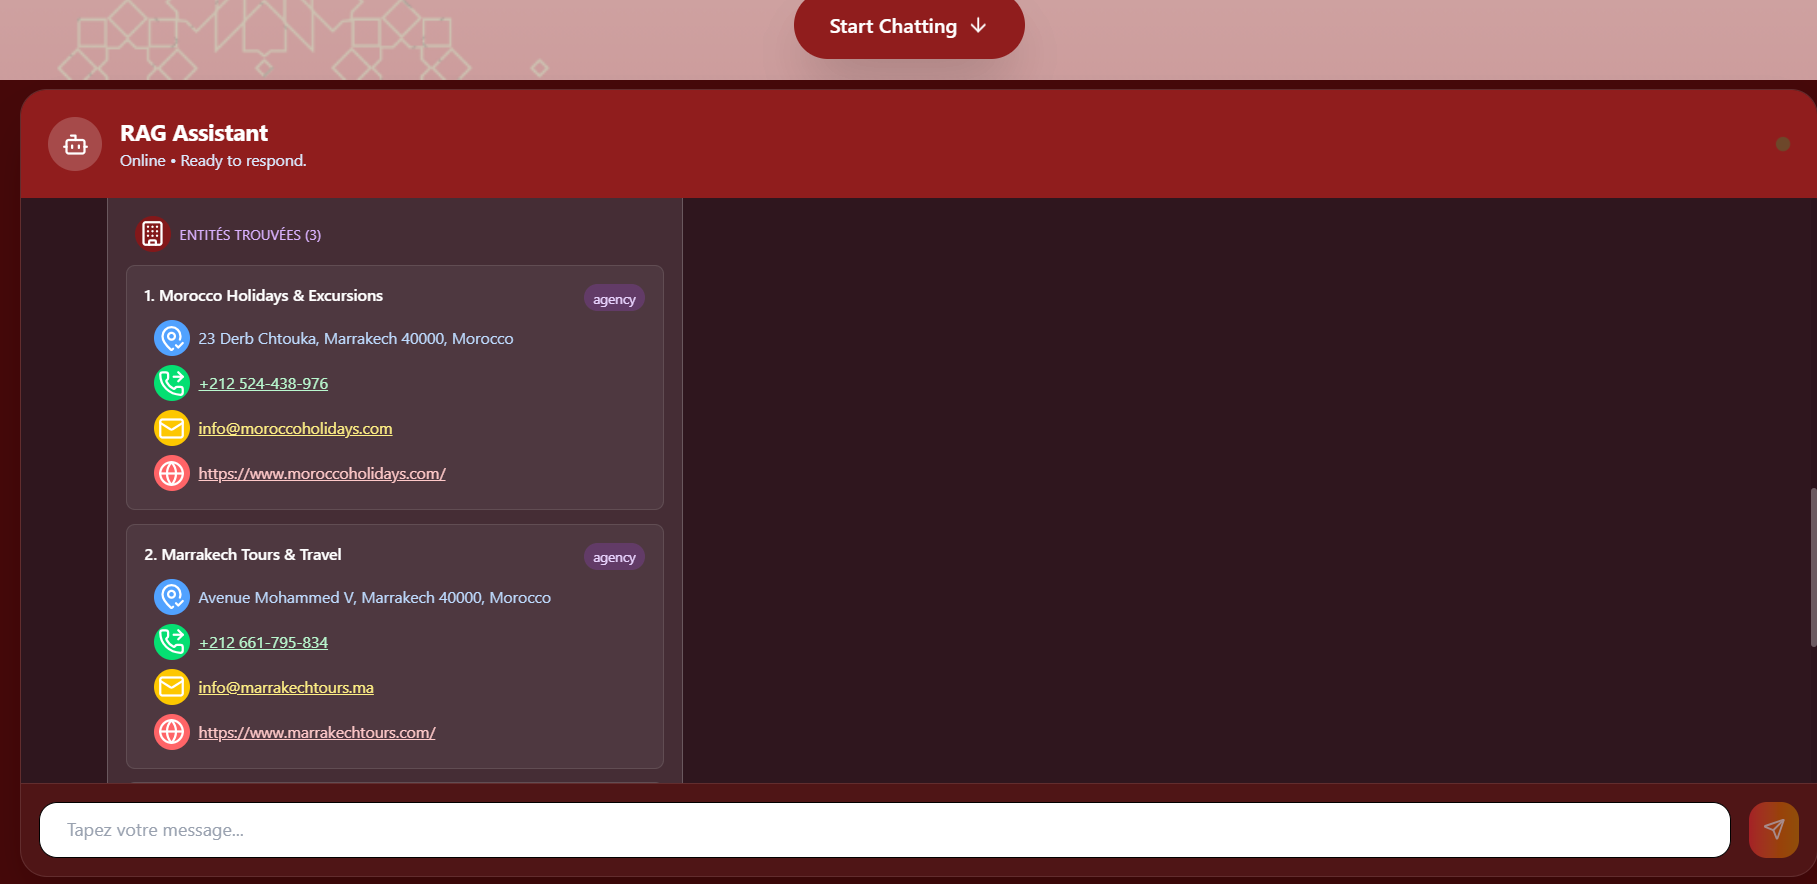 Start Chatting
RAG Assistant
Online • Ready to respond.
ENTITÉS TROUVÉES (3)
1. Morocco Holidays & Excursions
agency
23 Derb Chtouka, Marrakech 40000, Morocco
+212 524-438-976
info@moroccoholidays.com
https://www.moroccoholidays.com/
2. Marrakech Tours & Travel
agency
Avenue Mohammed V, Marrakech 40000, Morocco
+212 661-795-834
info@marrakechtours.ma
https://www.marrakechtours.com/
Tapez votre message...